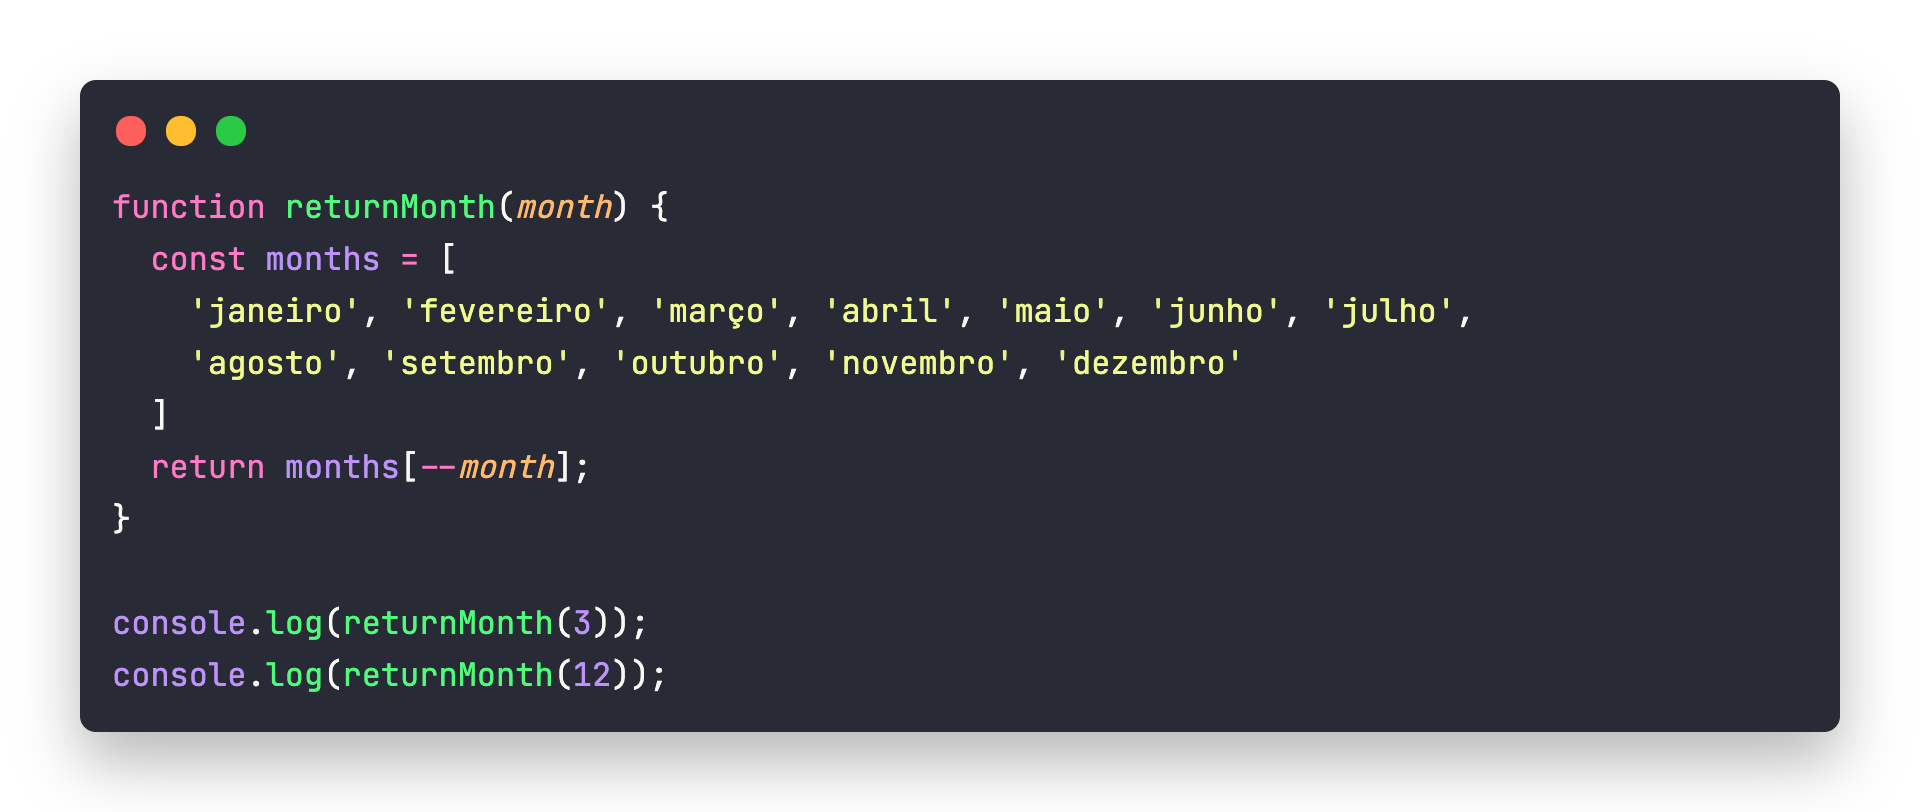 function returnMonth(month) {
  const months = [
    'janeiro', 'fevereiro', 'março', 'abril', 'maio', 'junho', 'julho',
    'agosto', 'setembro', 'outubro', 'novembro', 'dezembro'
  ]
  return months[--month];
}

console.log(returnMonth(3));
console.log(returnMonth(12));